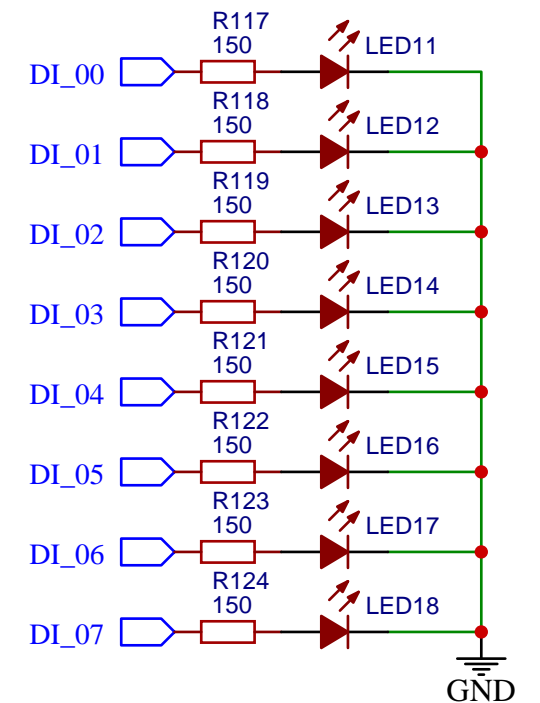 R117
150
LED11
DI_00
R118
150
LED12
DI_01
R119
150
LED13
DI_02
R120
150
LED14
DI_03
R121
150
LED15
DI_04
R122
150
LED16
DI_05
R123
150
LED17
DI_06
R124
150
LED18
DI_07
GND